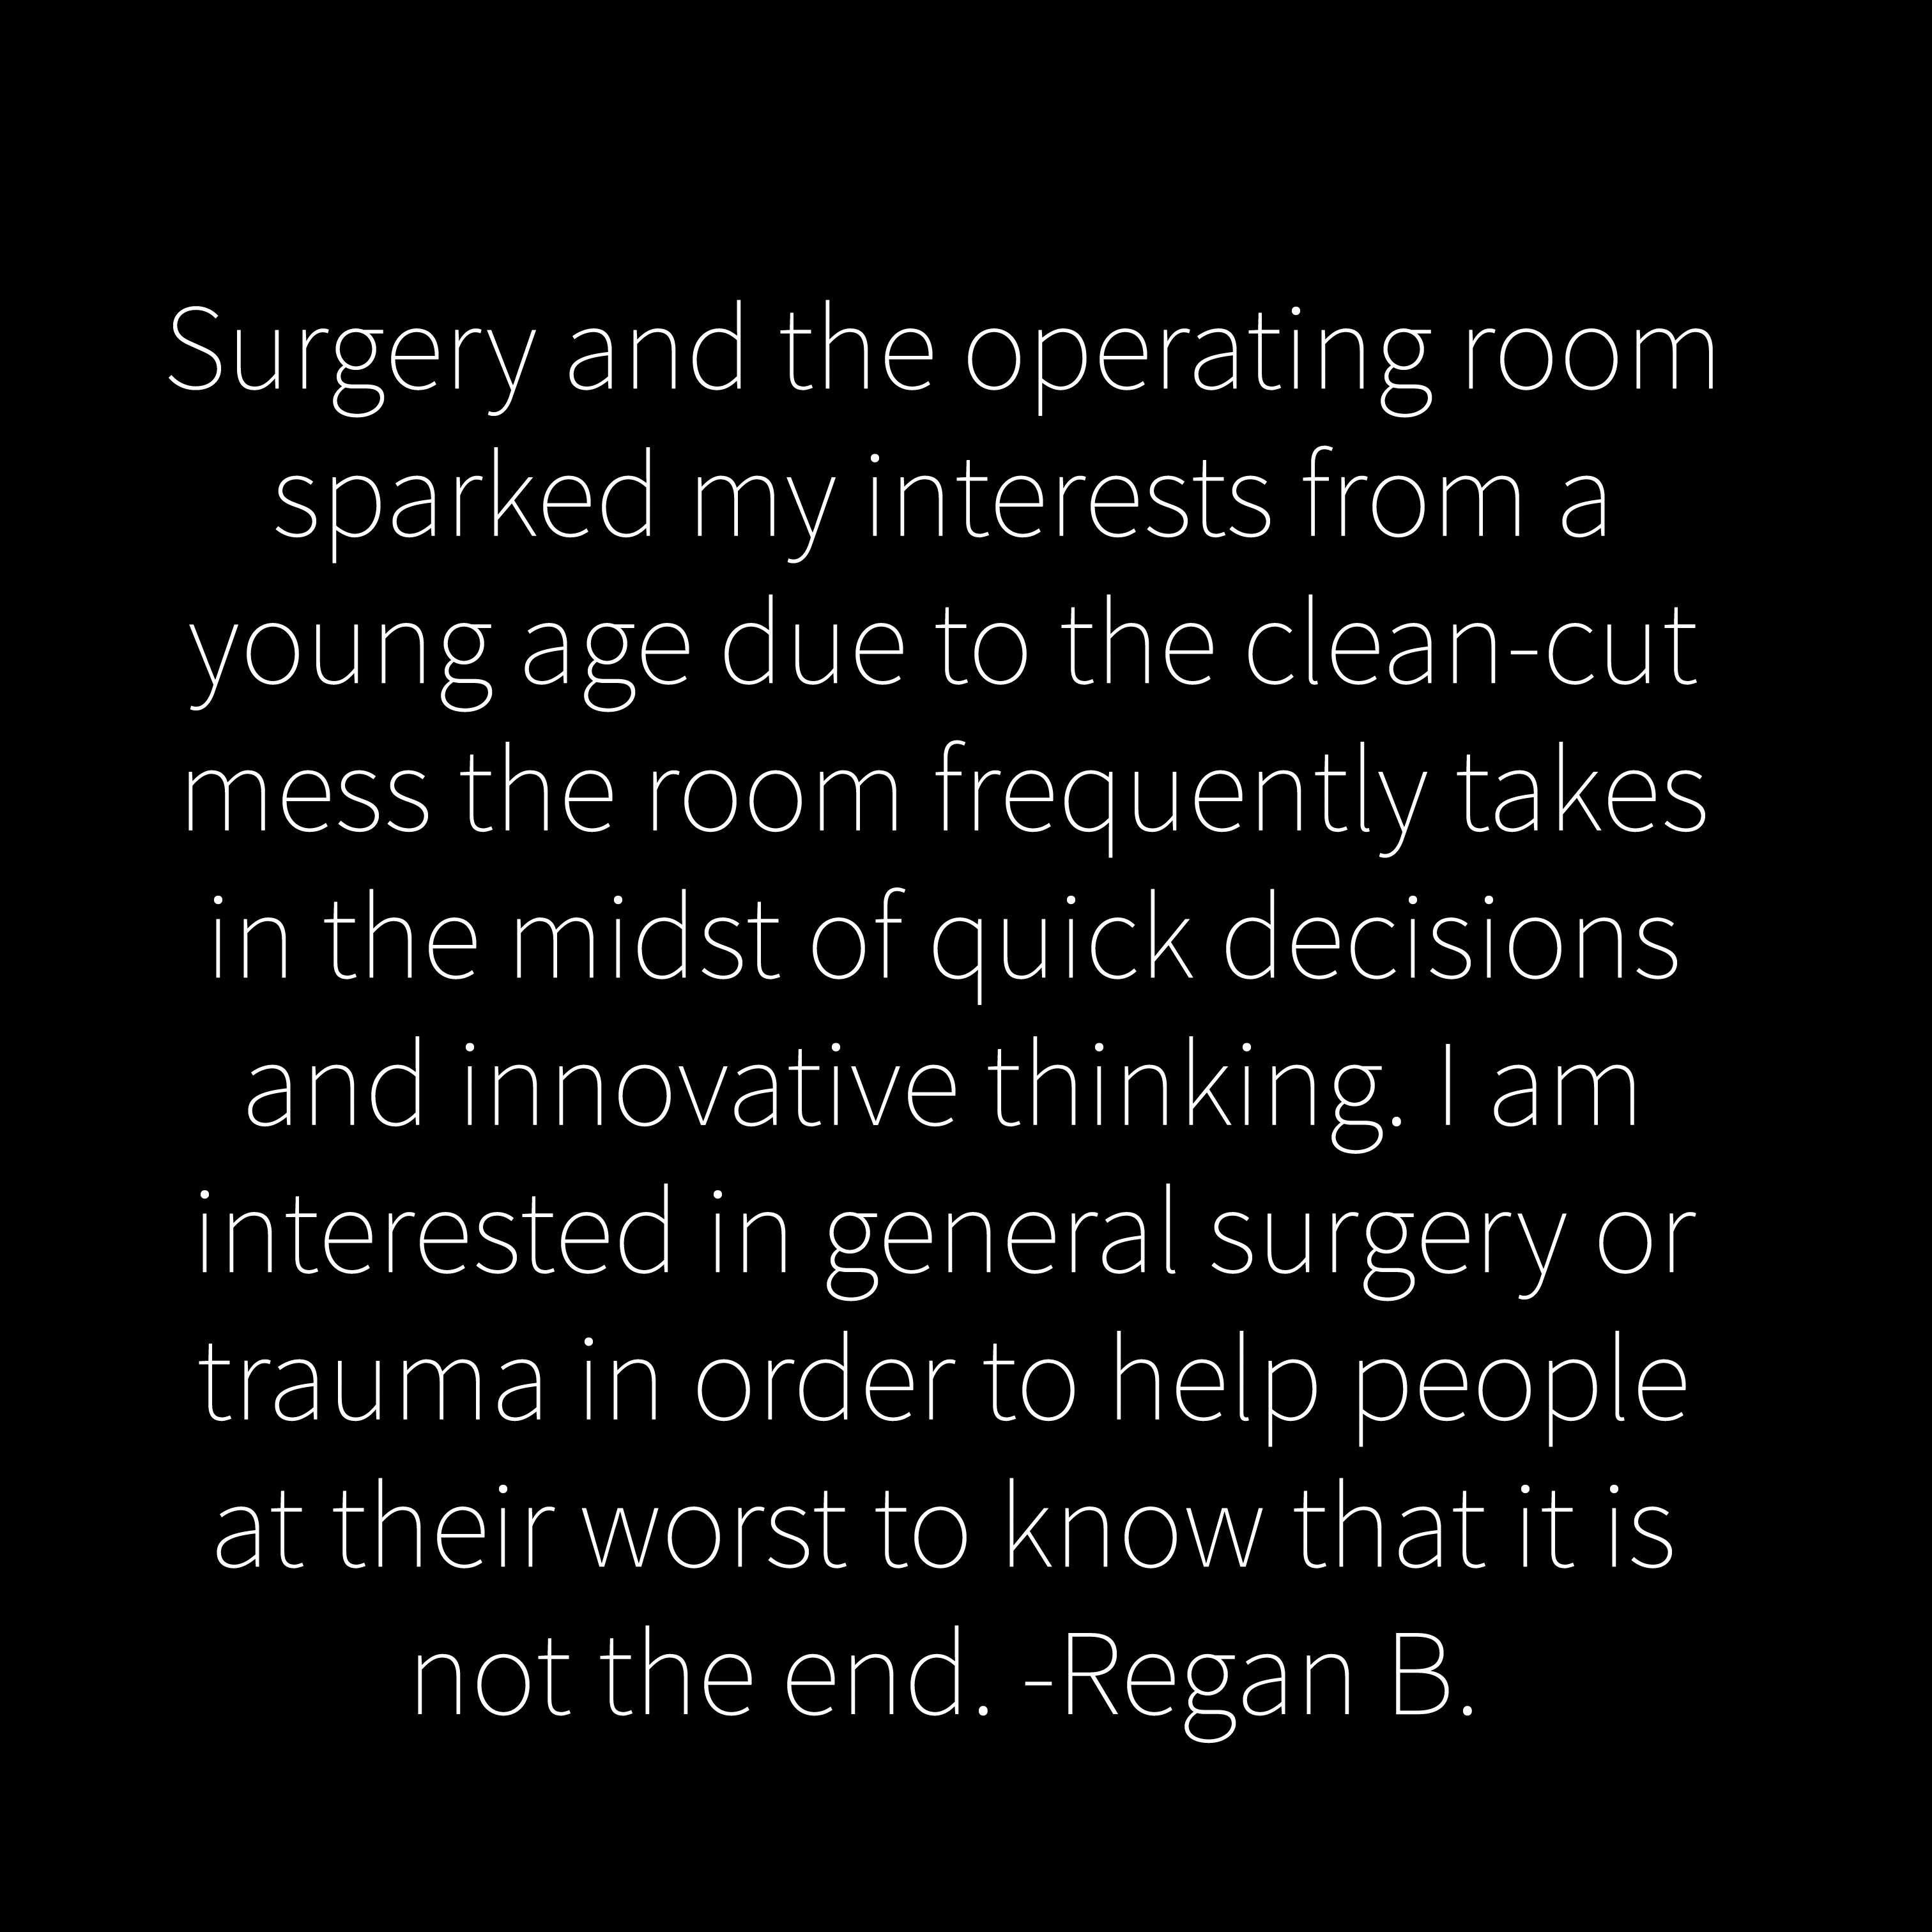 Surgery and the operating room
sparked my interests from a
young age due to the clean-cut
mess the room frequently takes
in the midst of quick decisions
and innovative thinking. I am
interested in general surgery or
trauma in order to help people
at their worst to know that it is
not the end. -Regan B.